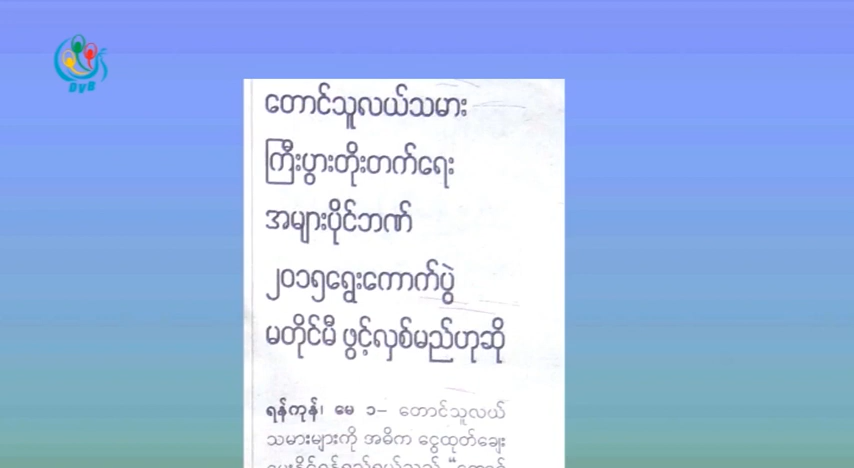 DVB
တောင်သူလယ်သမား
ကြီးပွားတိုးတက်ရေး
အများပိုင်ဘဏ်
၂၀၁၅ရွေးကောက်ပွဲ
မတိုင်မီ ဖွင့်လှစ်မည်ဟုဆို
ရန်ကုန်၊ မေ ၁– တောင်သူလယ်
သမားများကို အဓိက ငွေထုတ်ချေး